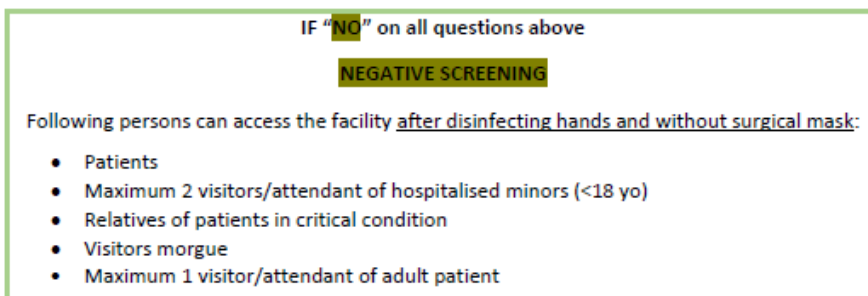 IF “NO” on all questions above
NEGATIVE SCREENING
Following persons can access the facility after disinfecting hands and without surgical mask:
• Patients
• Maximum 2 visitors/attendant of hospitalised minors (<18 yo)
• Relatives of patients in critical condition
• Visitors morgue
• Maximum 1 visitor/attendant of adult patient